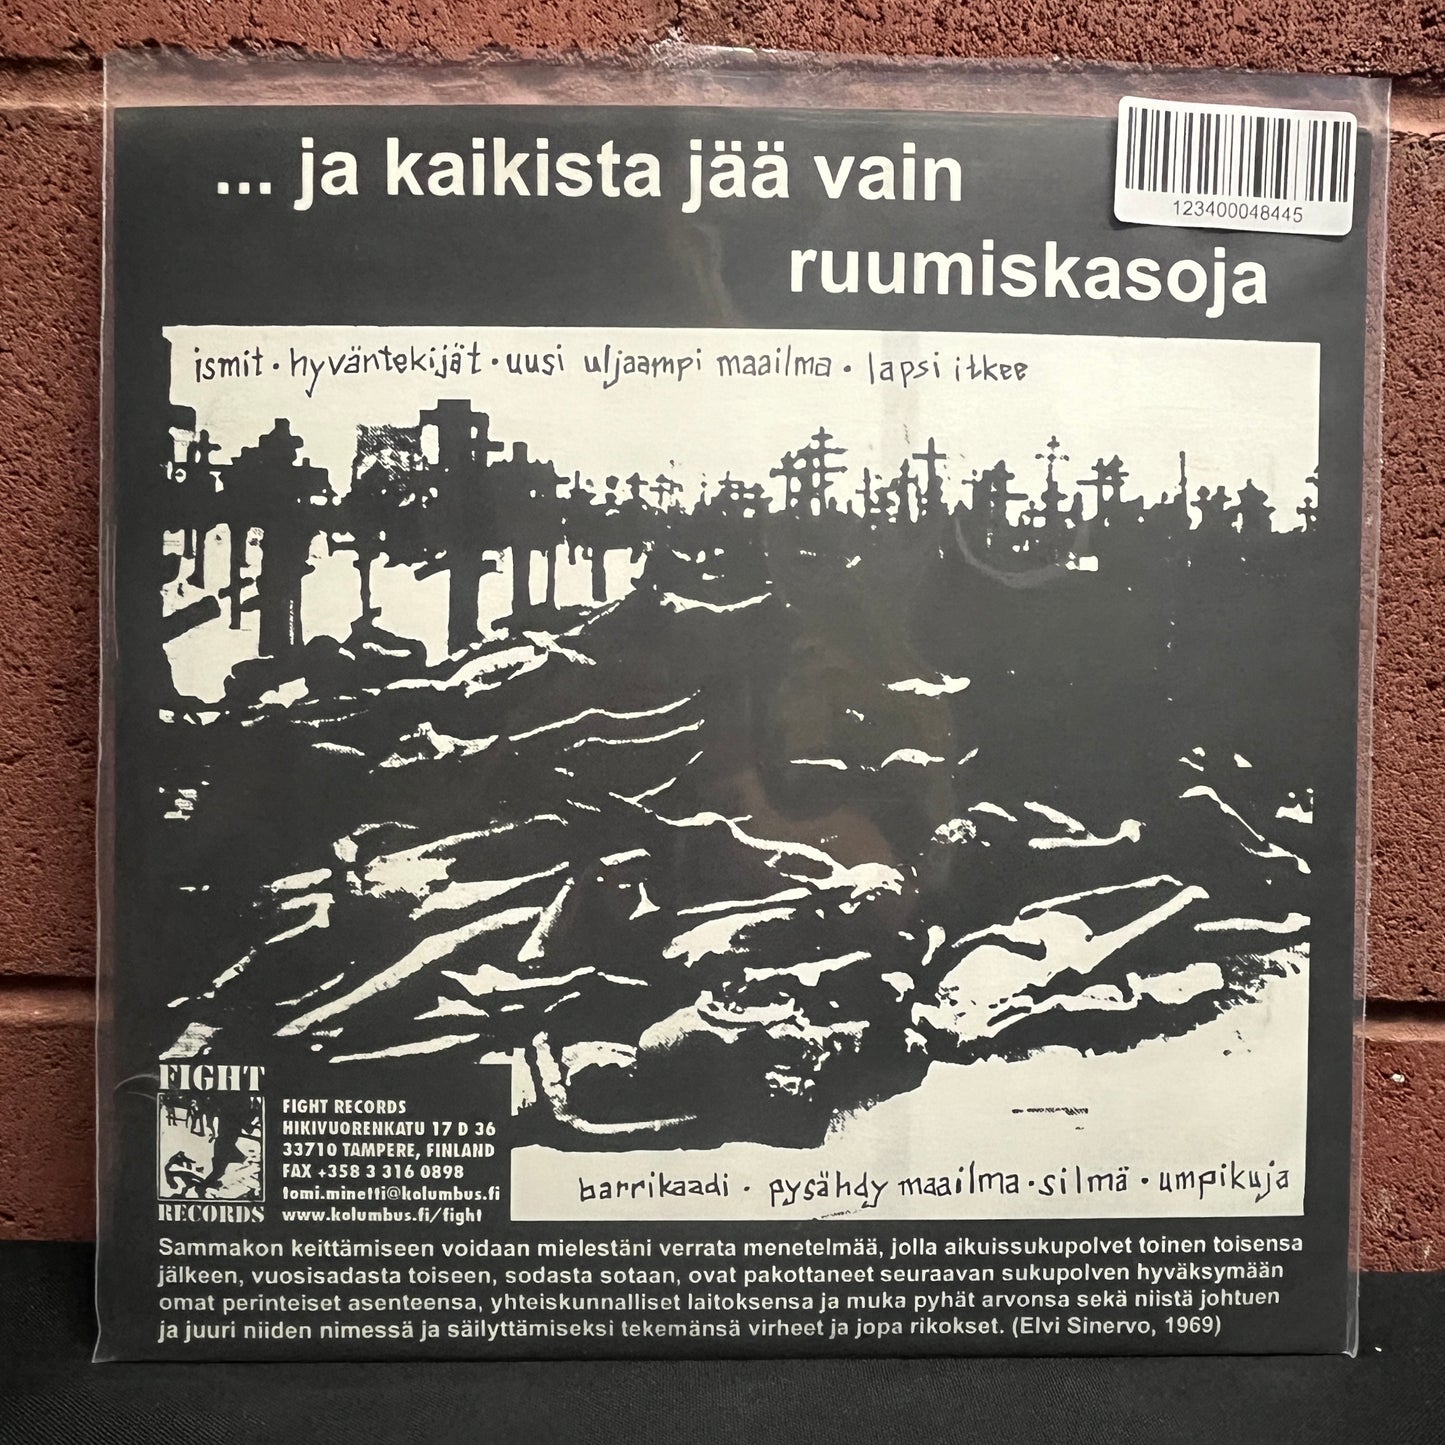 ... ja kaikista jää vain
ruumiskasoja
123400048445
ismit · hyväntekijät · uusi uljaampi maailma · lapsi itkee
FIGHT
RECORDS
FIGHT RECORDS
HIKIVUORENKATU 17 D 36
33710 TAMPERE, FINLAND
FAX +358 3 316 0898
tomi.minetti@kolumbus.fi
www.kolumbus.fi/fight
barrikaadi · pysähdy maailma · silmä · umpikuja
Sammakon keittämiseen voidaan mielestäni verrata menetelmää, jolla aikuissukupolvet toinen toisensa
jälkeen, vuosisadasta toiseen, sodasta sotaan, ovat pakottaneet seuraavan sukupolven hyväksymään
omat perinteiset asenteensa, yhteiskunnalliset laitoksensa ja muka pyhät arvonsa sekä niistä johtuen
ja juuri niiden nimessä ja säilyttämiseksi tekemänsä virheet ja jopa rikokset. (Elvi Sinervo, 1969)